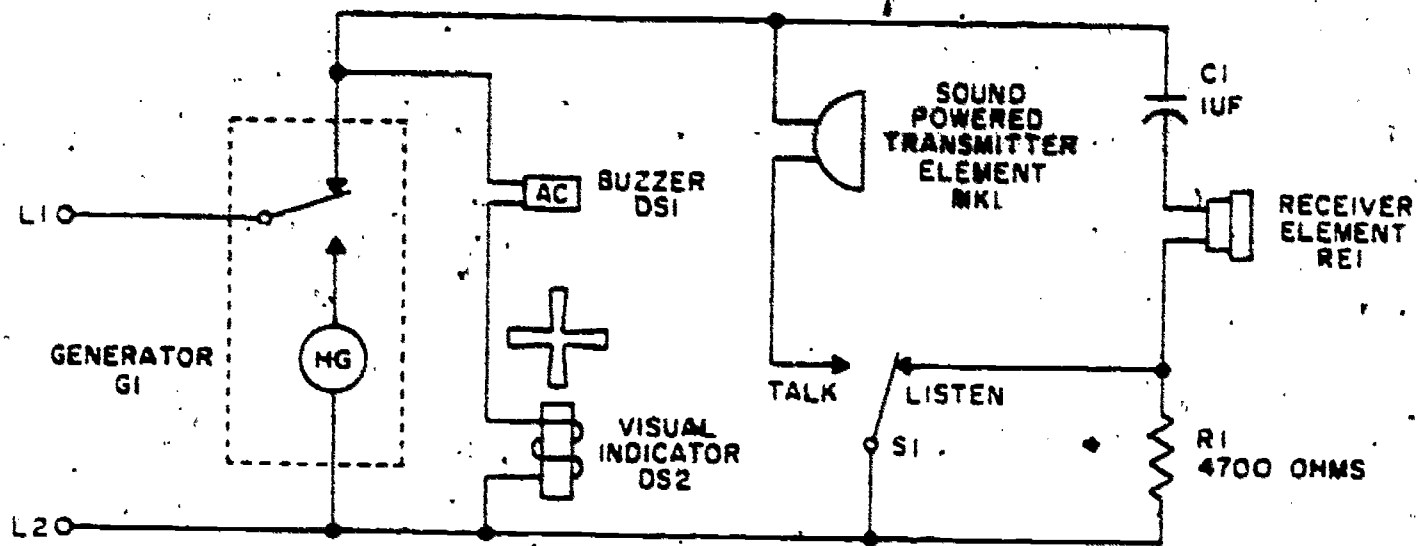 C1
1UF
SOUND
POWERED
TRANSMITTER
ELEMENT
MK1
BUZZER
DS1
AC
L1
RECEIVER
ELEMENT
RE1
GENERATOR
G1
HG
TALK
LISTEN
VISUAL
INDICATOR
DS2
S1
R1
4700 OHMS
L2